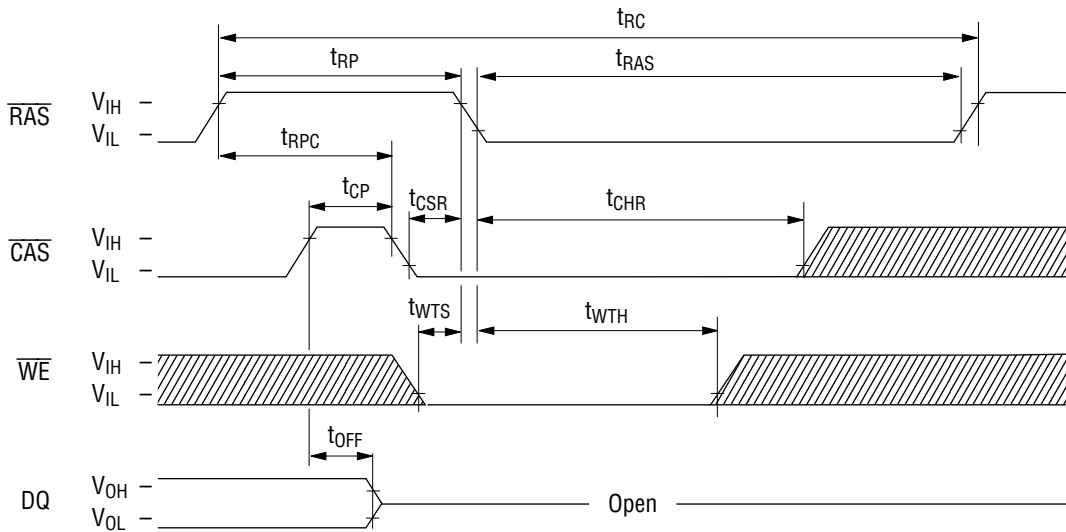 tRC
tRP
tRAS
RAS
VIH
VIL
tRPC
tCP
tCSR
tCHR
CAS
VIH
VIL
tWTS
tWTH
WE
VIH
VIL
tOFF
DQ
VOH
VOL
Open